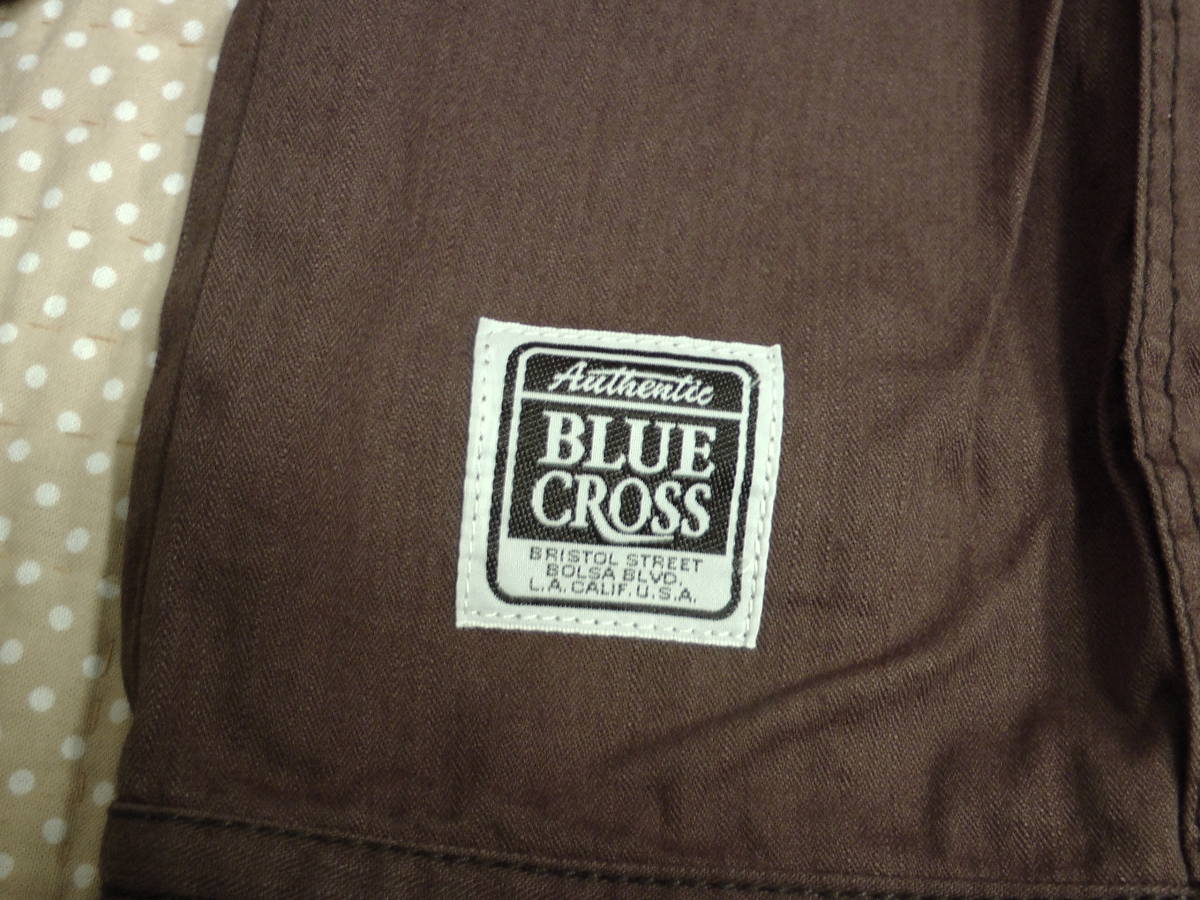 Authentic
BLUE
CROSS
BRISTOL STREET
BOLSA BLVD.
L.A. CALIF. U.S.A.